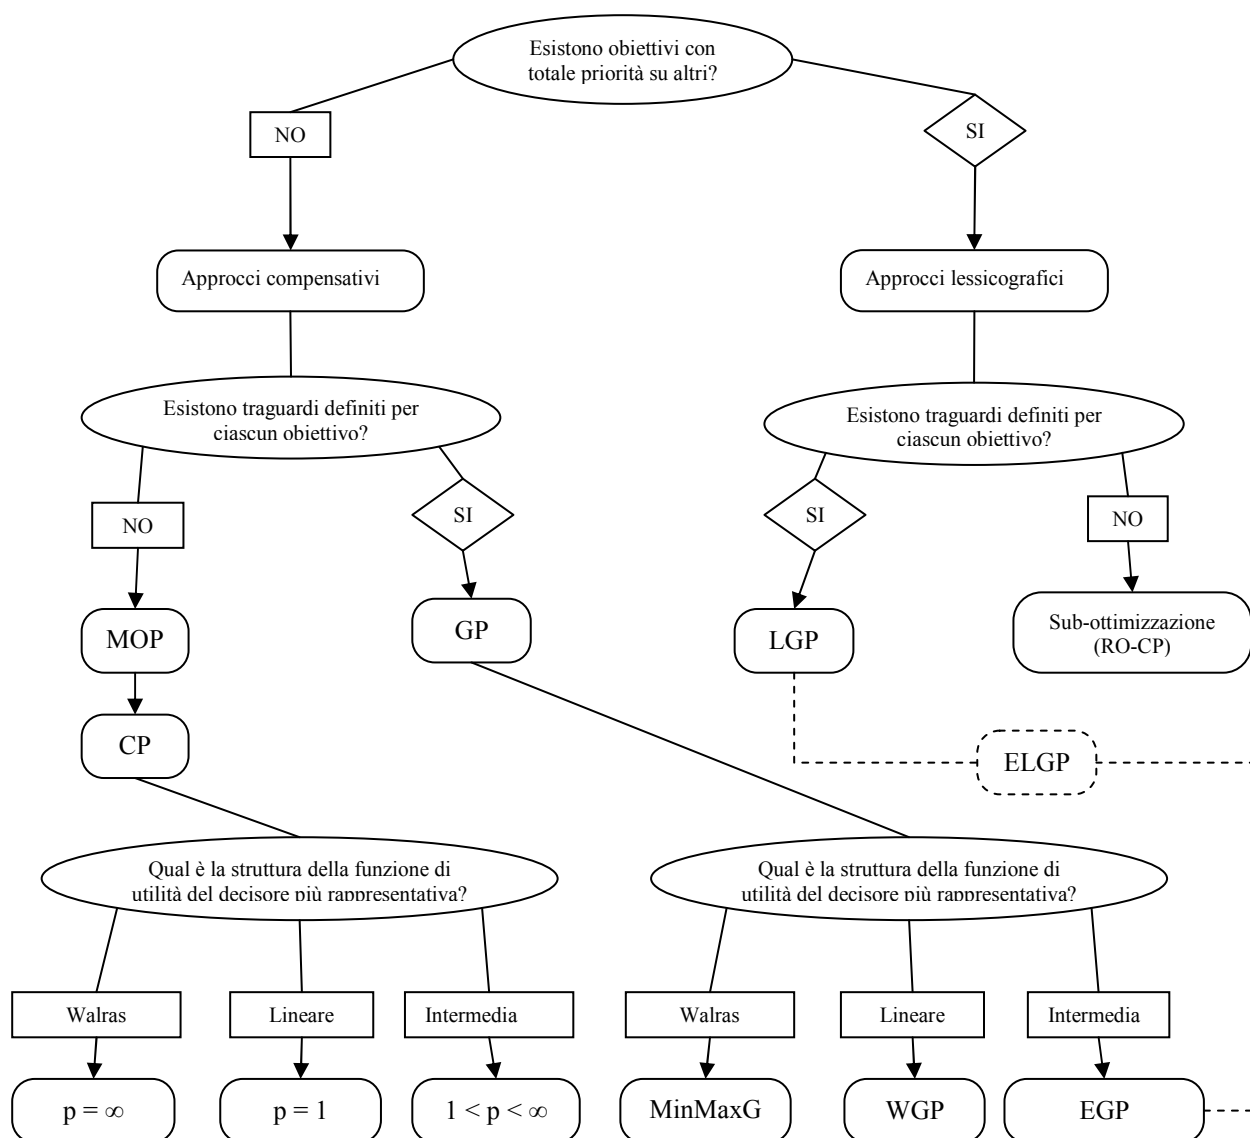 Esistono obiettivi con
totale priorità su altri?
NO
SI
Approcci compensativi
Approcci lessicografici
Esistono traguardi definiti per
ciascun obiettivo?
Esistono traguardi definiti per
ciascun obiettivo?
NO
SI
SI
NO
MOP
GP
LGP
Sub-ottimizzazione
(RO-CP)
CP
ELGP
Qual è la struttura della funzione di
utilità del decisore più rappresentativa?
Qual è la struttura della funzione di
utilità del decisore più rappresentativa?
Walras
Lineare
Intermedia
Walras
Lineare
Intermedia
p = ∞
p = 1
1 < p < ∞
MinMaxG
WGP
EGP